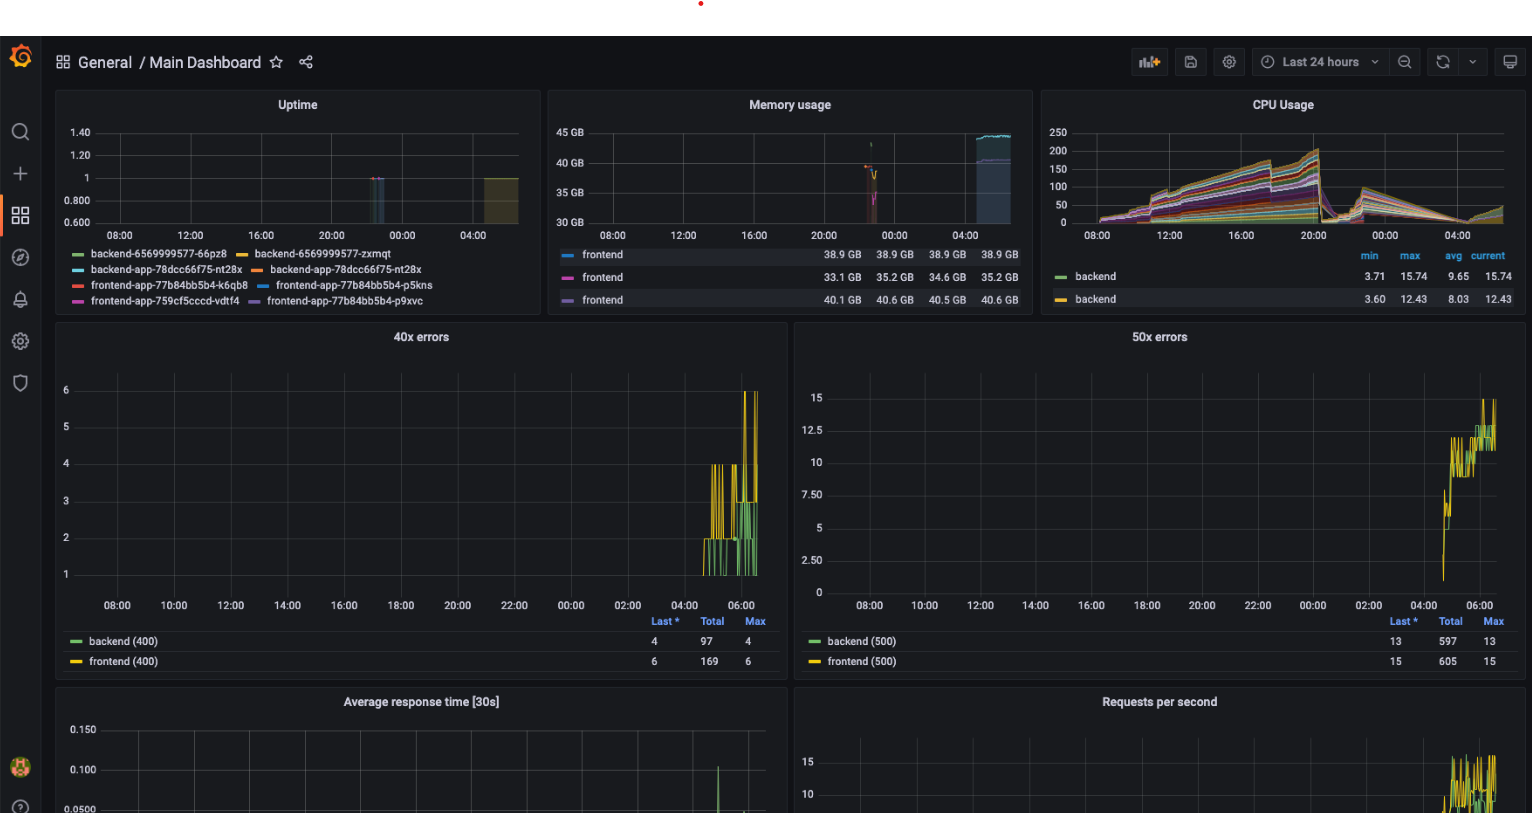 General / Main Dashboard
Last 24 hours
Uptime
1.40
1.20
1
0.800
0.600
08:00 12:00 16:00 20:00 00:00 04:00
backend-6569999577-66pz8 backend-6569999577-zxmqt
backend-app-78dcc66f75-nt28x backend-app-78dcc66f75-nt28x
frontend-app-77b84bb5b4-k6qb8 frontend-app-77b84bb5b4-p5kns
frontend-app-759cf5cccd-vdtf4 frontend-app-77b84bb5b4-p9xvc
Memory usage
45 GB
40 GB
35 GB
30 GB
08:00 12:00 16:00 20:00 00:00 04:00
frontend 38.9 GB 38.9 GB 38.9 GB 38.9 GB
frontend 33.1 GB 35.2 GB 34.6 GB 35.2 GB
frontend 40.1 GB 40.6 GB 40.5 GB 40.6 GB
CPU Usage
250
200
150
100
50
0
08:00 12:00 16:00 20:00 00:00 04:00
min max avg current
backend 3.71 15.74 9.65 15.74
backend 3.60 12.43 8.03 12.43
40x errors
6
5
4
3
2
1
08:00 10:00 12:00 14:00 16:00 18:00 20:00 22:00 00:00 02:00 04:00 06:00
Last * Total Max
backend (400) 4 97 4
frontend (400) 6 169 6
50x errors
15
12.5
10
7.50
5
2.50
0
08:00 10:00 12:00 14:00 16:00 18:00 20:00 22:00 00:00 02:00 04:00 06:00
Last * Total Max
backend (500) 13 597 13
frontend (500) 15 605 15
Average response time [30s]
0.150
0.100
0.0500
Requests per second
15
10